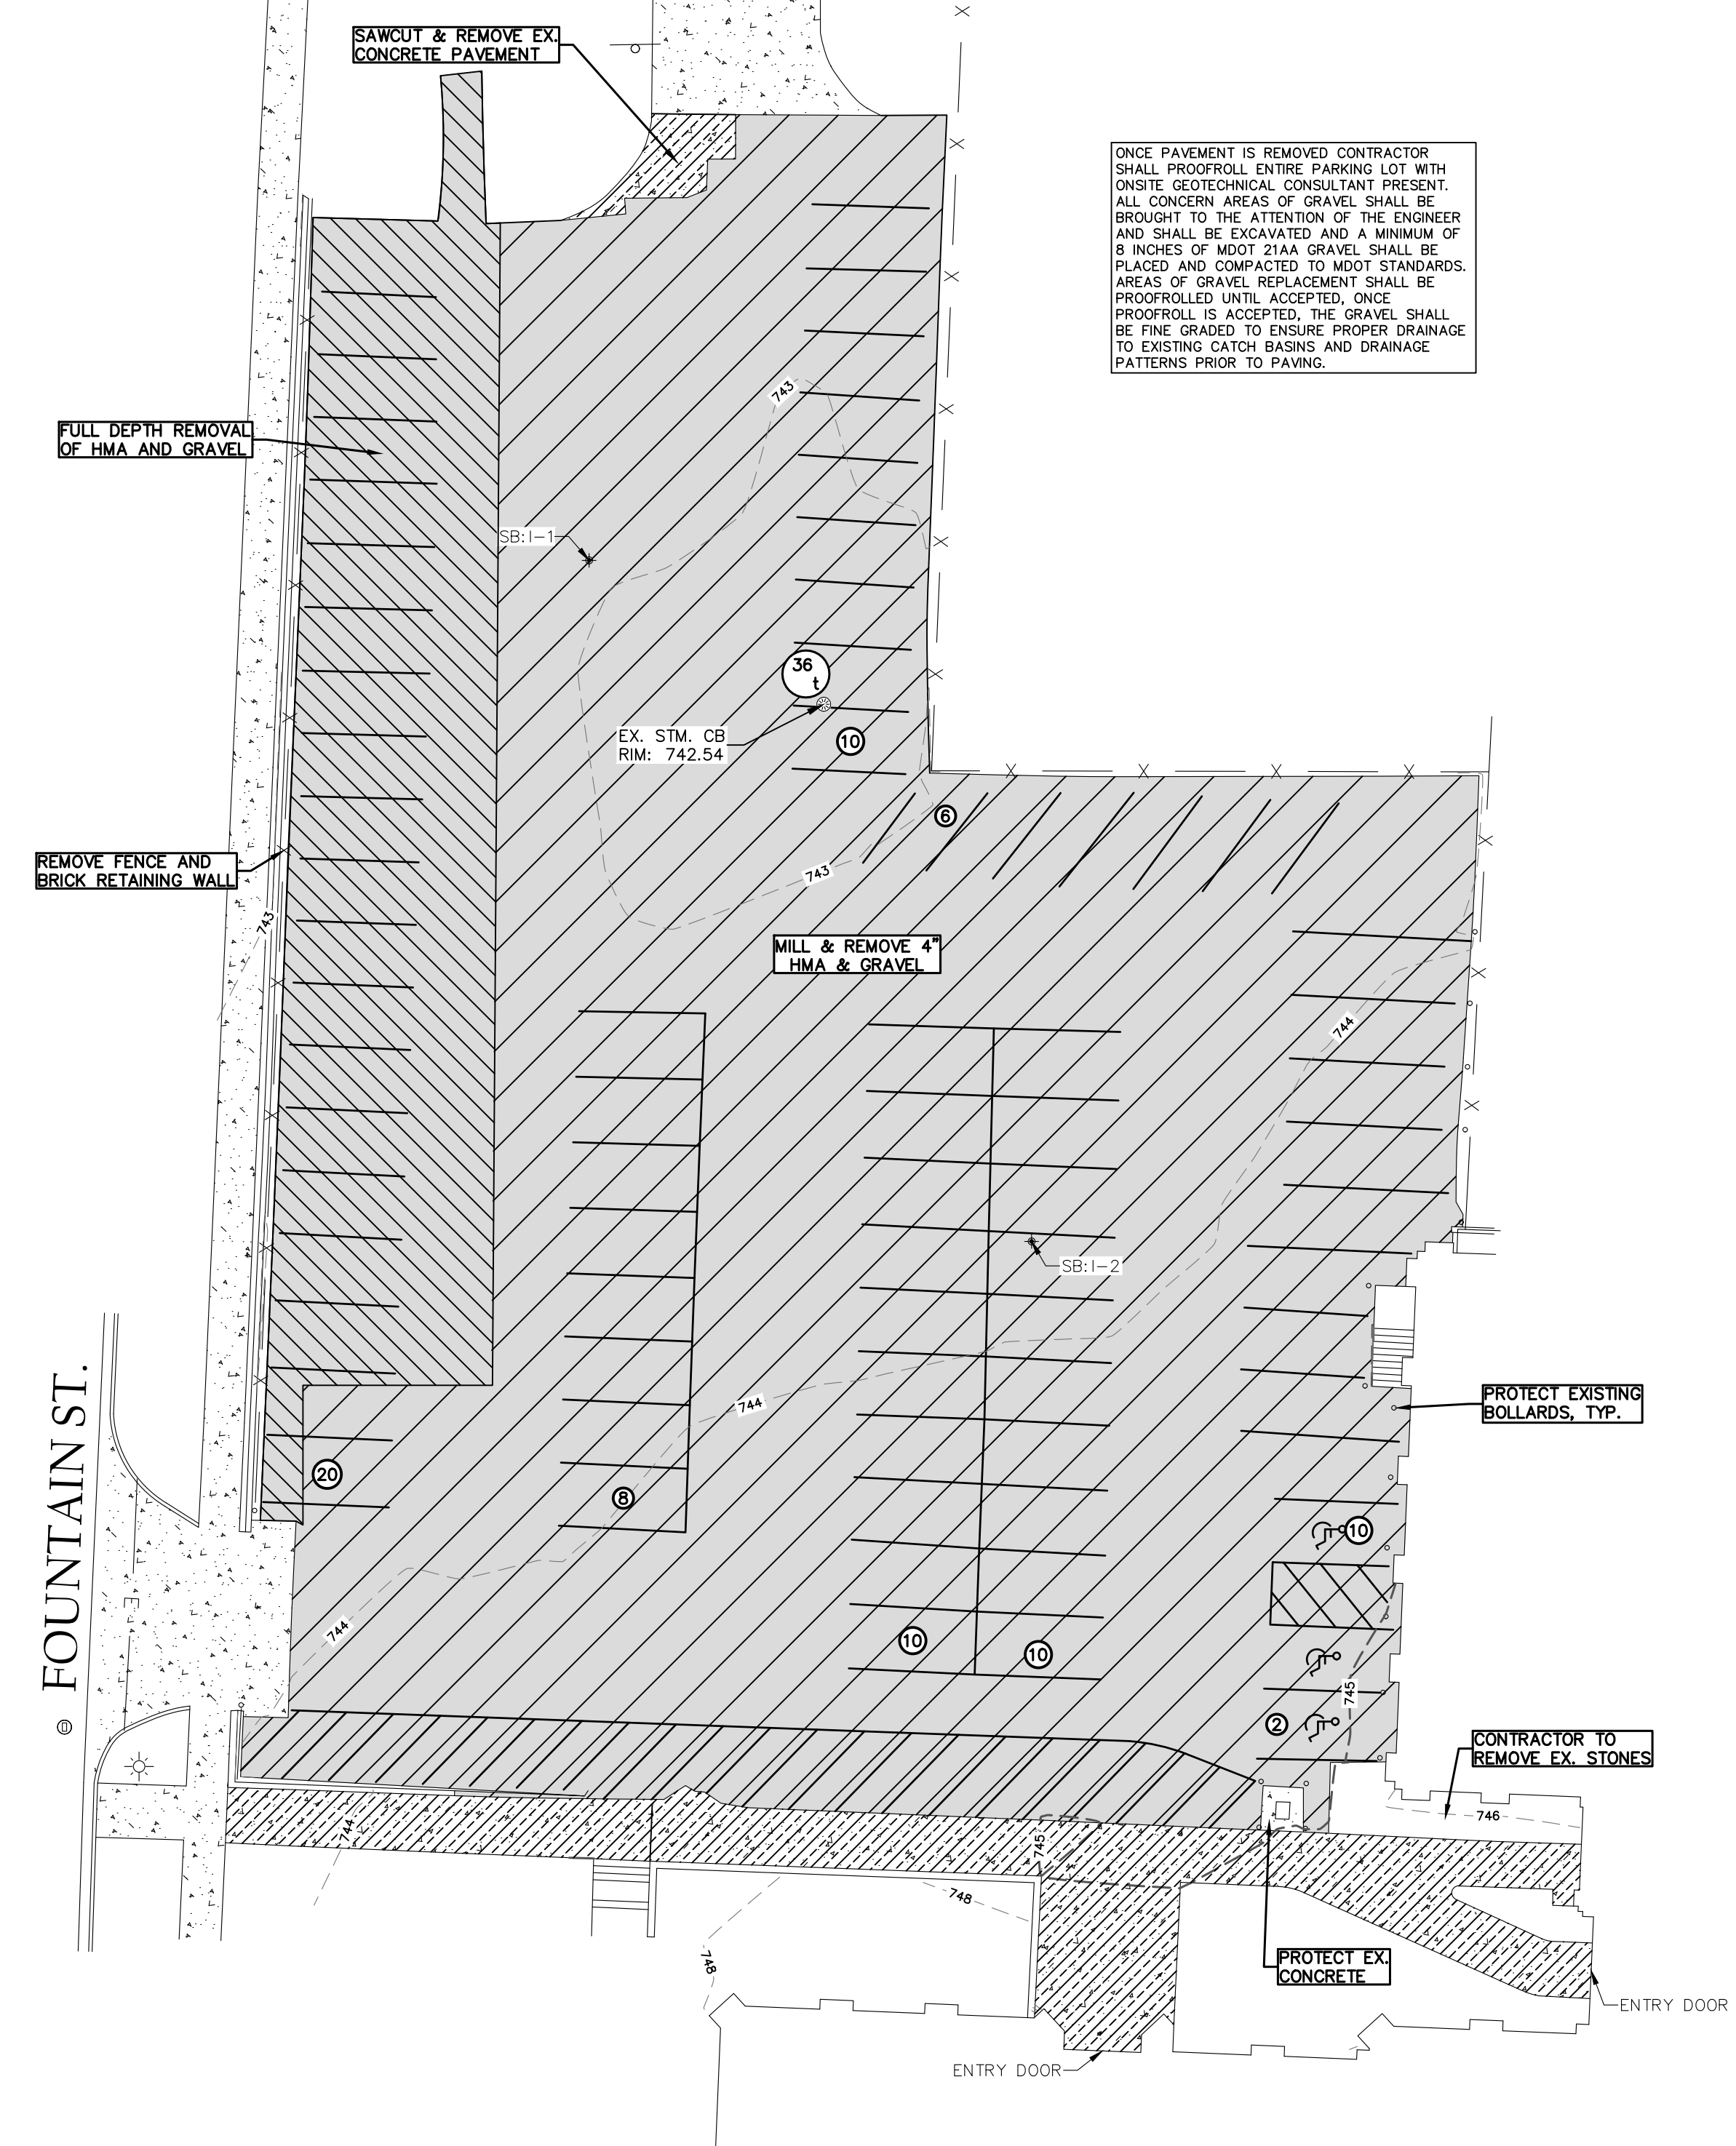 SAWCUT & REMOVE EX.
CONCRETE PAVEMENT
ONCE PAVEMENT IS REMOVED CONTRACTOR
SHALL PROOFROLL ENTIRE PARKING LOT WITH
ONSITE GEOTECHNICAL CONSULTANT PRESENT.
ALL CONCERN AREAS OF GRAVEL SHALL BE
BROUGHT TO THE ATTENTION OF THE ENGINEER
AND SHALL BE EXCAVATED AND A MINIMUM OF
8 INCHES OF MDOT 21AA GRAVEL SHALL BE
PLACED AND COMPACTED TO MDOT STANDARDS.
AREAS OF GRAVEL REPLACEMENT SHALL BE
PROOFROLLED UNTIL ACCEPTED, ONCE
PROOFROLL IS ACCEPTED, THE GRAVEL SHALL
BE FINE GRADED TO ENSURE PROPER DRAINAGE
TO EXISTING CATCH BASINS AND DRAINAGE
PATTERNS PRIOR TO PAVING.
743
FULL DEPTH REMOVAL
OF HMA AND GRAVEL
SB:I-1
36
t
EX. STM. CB
RIM: 742.54
10
6
REMOVE FENCE AND
BRICK RETAINING WALL
743
743
MILL & REMOVE 4"
HMA & GRAVEL
744
SB:I-2
FOUNTAIN ST.
744
PROTECT EXISTING
BOLLARDS, TYP.
20
8
10
E
744
10
10
745
2
CONTRACTOR TO
REMOVE EX. STONES
746
744
745
748
748
PROTECT EX.
CONCRETE
ENTRY DOOR
ENTRY DOOR